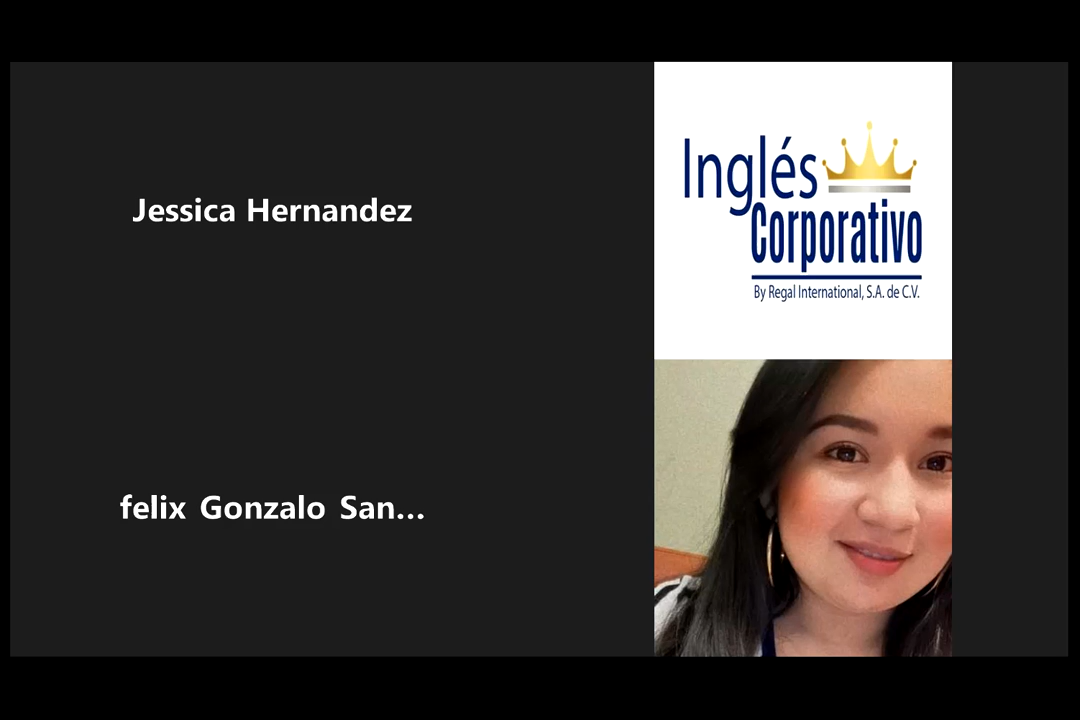 Jessica Hernandez
Inglés
Corporativo
By Regal International, S.A. de C.V.
felix Gonzalo San...